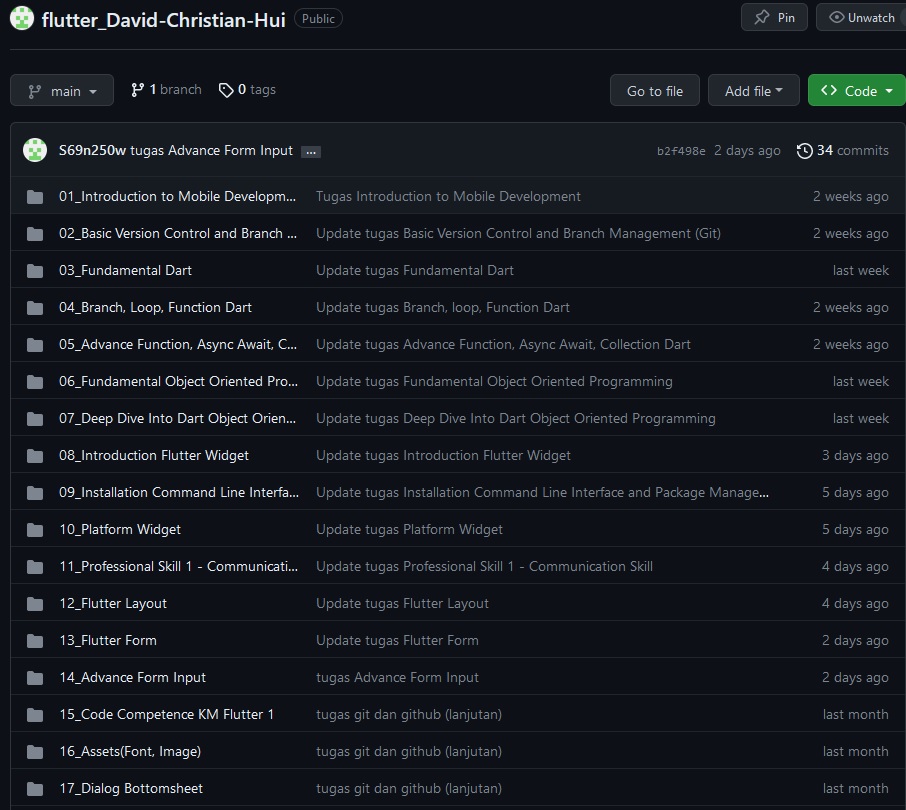 flutter_David-Christian-Hui Public Pin Unwatch
main 1 branch 0 tags Go to file Add file Code
S69n250w tugas Advance Form Input ... b2f498e 2 days ago 34 commits
01_Introduction to Mobile Developm... Tugas Introduction to Mobile Development 2 weeks ago
02_Basic Version Control and Branch ... Update tugas Basic Version Control and Branch Management (Git) 2 weeks ago
03_Fundamental Dart Update tugas Fundamental Dart last week
04_Branch, Loop, Function Dart Update tugas Branch, loop, Function Dart 2 weeks ago
05_Advance Function, Async Await, C... Update tugas Advance Function, Async Await, Collection Dart 2 weeks ago
06_Fundamental Object Oriented Pro... Update tugas Fundamental Object Oriented Programming last week
07_Deep Dive Into Dart Object Orien... Update tugas Deep Dive Into Dart Object Oriented Programming last week
08_Introduction Flutter Widget Update tugas Introduction Flutter Widget 3 days ago
09_Installation Command Line Interfa... Update tugas Installation Command Line Interface and Package Manage... 5 days ago
10_Platform Widget Update tugas Platform Widget 5 days ago
11_Professional Skill 1 - Communicati... Update tugas Professional Skill 1 - Communication Skill 4 days ago
12_Flutter Layout Update tugas Flutter Layout 4 days ago
13_Flutter Form Update tugas Flutter Form 2 days ago
14_Advance Form Input tugas Advance Form Input 2 days ago
15_Code Competence KM Flutter 1 tugas git dan github (lanjutan) last month
16_Assets(Font, Image) tugas git dan github (lanjutan) last month
17_Dialog Bottomsheet tugas git dan github (lanjutan) last month